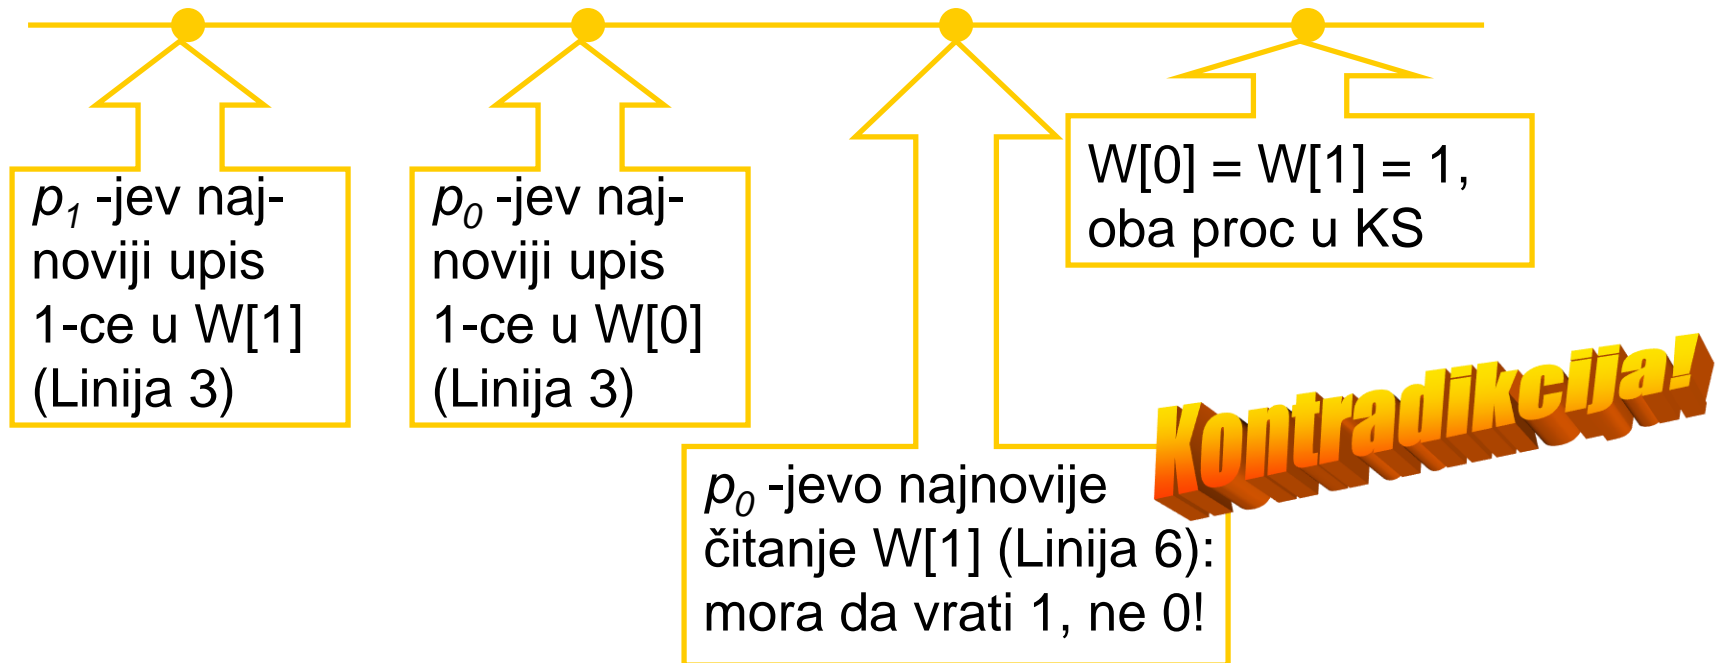 p1 -jev naj-
noviji upis
1-ce u W[1]
(Linija 3)
p0 -jev naj-
noviji upis
1-ce u W[0]
(Linija 3)
p0 -jevo najnovije
čitanje W[1] (Linija 6):
mora da vrati 1, ne 0!
W[0] = W[1] = 1,
oba proc u KS
Kontradikcija!